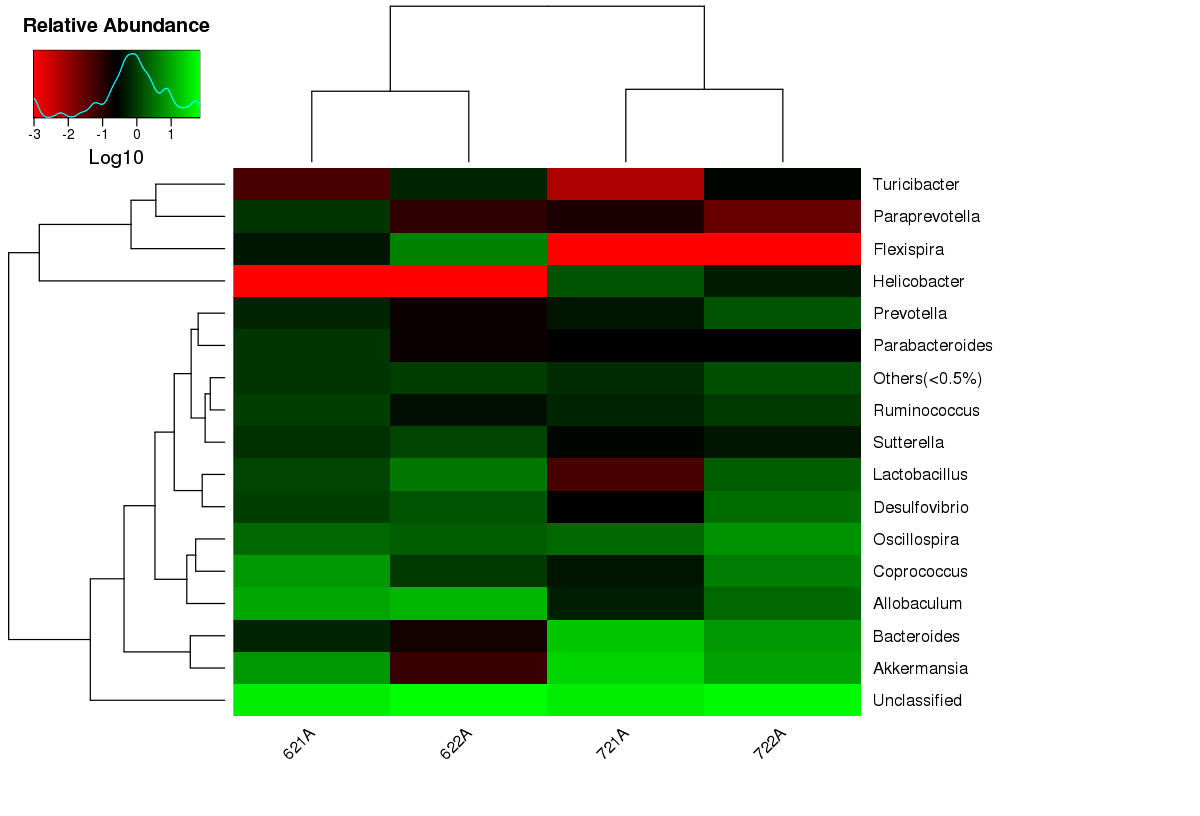 Relative Abundance
-3 -2 -1 0 1
Log10
Turicibacter
Paraprevotella
Flexispira
Helicobacter
Prevotella
Parabacteroides
Others(<0.5%)
Ruminococcus
Sutterella
Lactobacillus
Desulfovibrio
Oscillospira
Coprococcus
Allobaculum
Bacteroides
Akkermansia
Unclassified
621A 622A 721A 722A